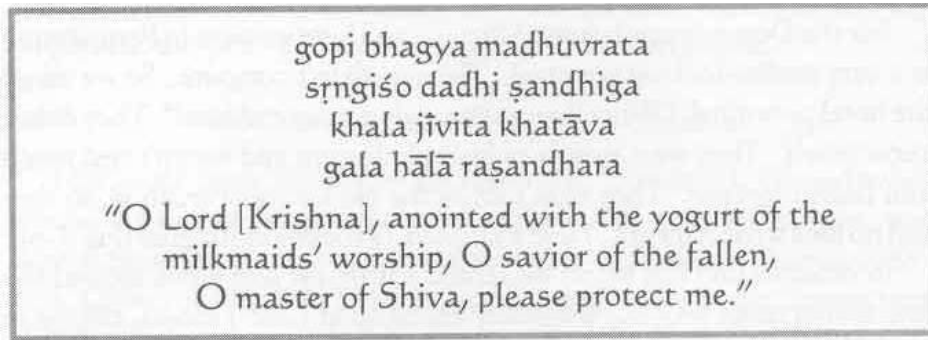 gopi bhagya madhuvrata
sṛngiśo dadhi ṣandhiga
khala jīvita khatāva
gala hālā raṣandhara
"O Lord [Krishna], anointed with the yogurt of the
milkmaids' worship, O savior of the fallen,
O master of Shiva, please protect me."